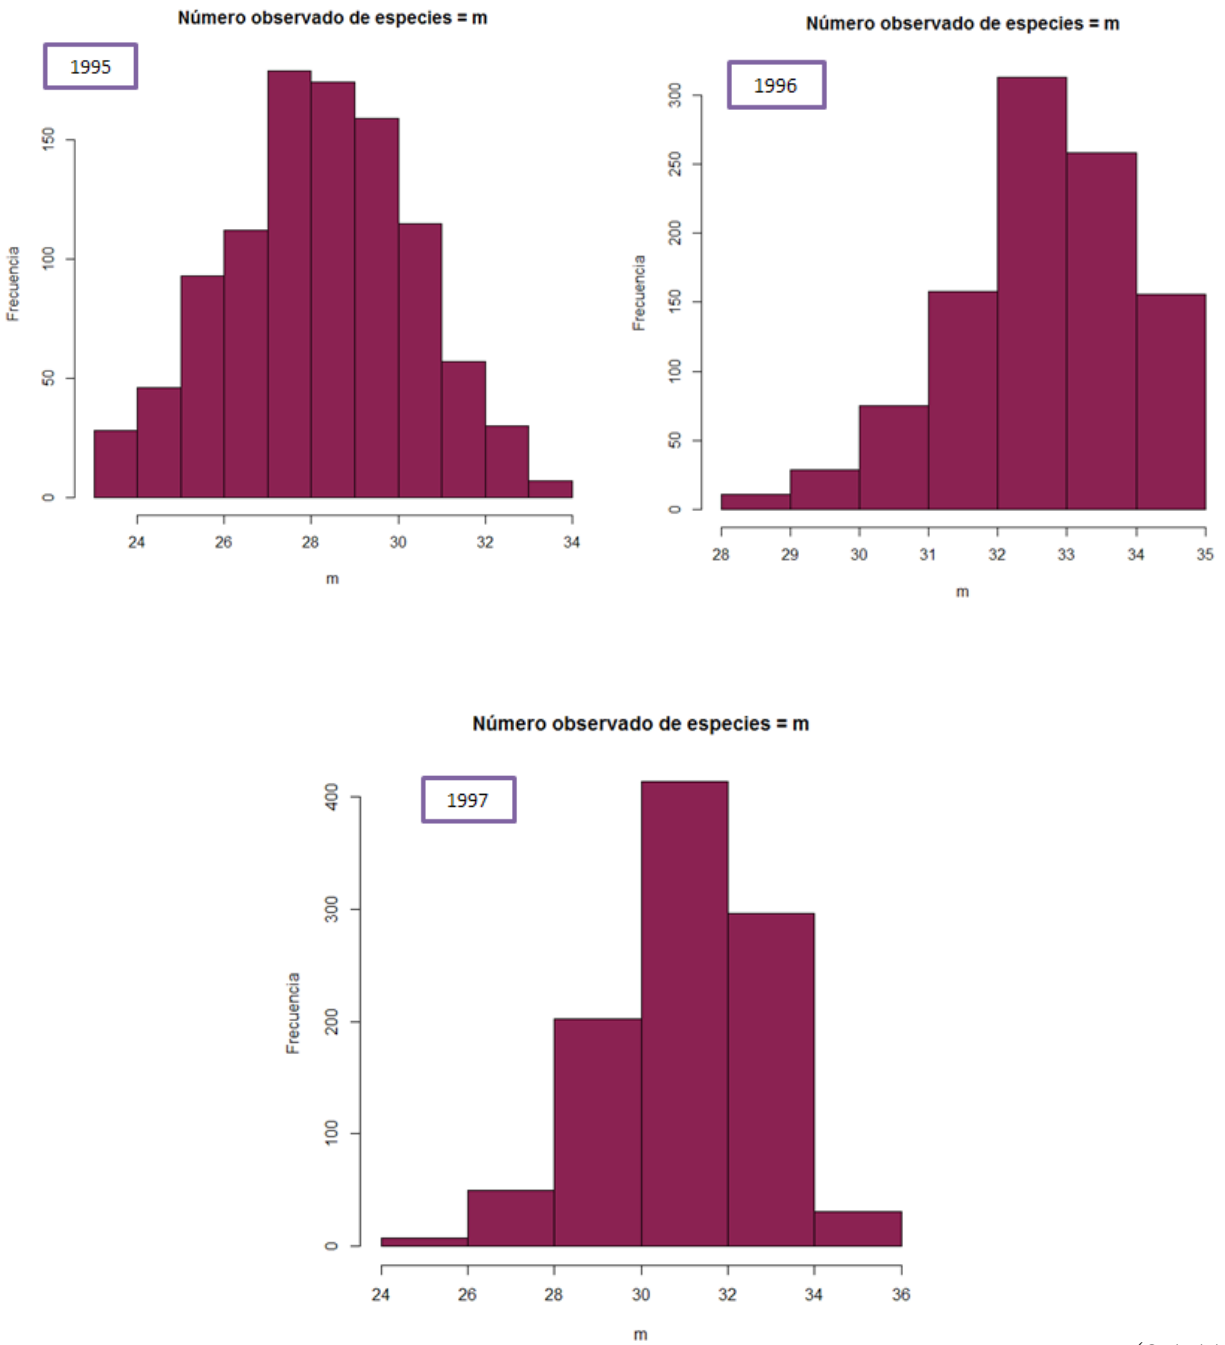 Número observado de especies = m
1995
150
100
50
0
Frecuencia
24 26 28 30 32 34
m
Número observado de especies = m
1996
300
250
200
150
100
50
0
Frecuencia
28 29 30 31 32 33 34 35
m
Número observado de especies = m
1997
400
300
200
100
0
Frecuencia
24 26 28 30 32 34 36
m